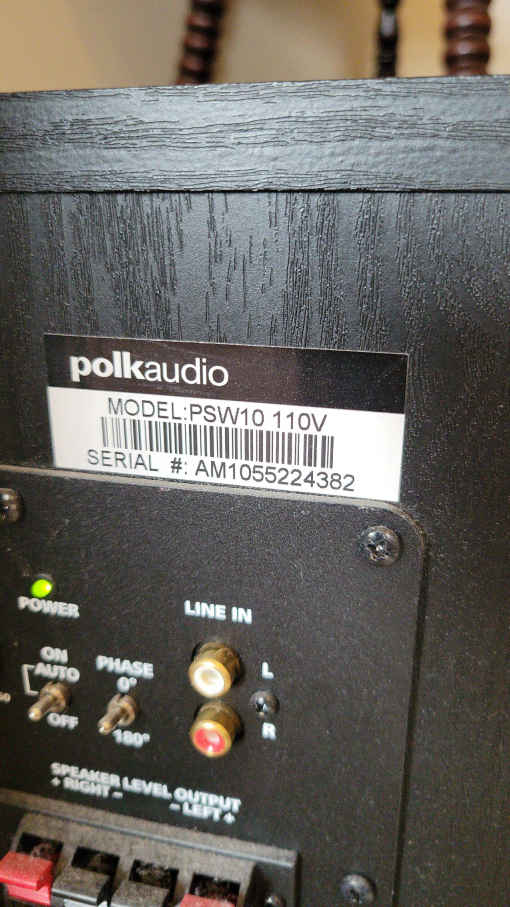 polkaudio
MODEL:PSW10 110V
SERIAL #: AM1055224382
POWER
LINE IN
ON
AUTO
OFF
PHASE
0°
180°
L
R
SPEAKER LEVEL OUTPUT
+ RIGHT –
– LEFT +